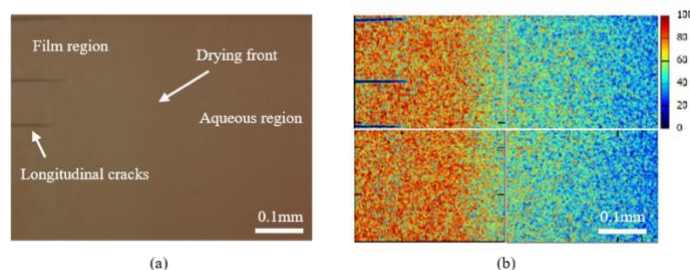 Film region
Drying front
Aqueous region
Longitudinal cracks
0.1mm
(a)
100
80
60
40
20
0
0.1mm
(b)